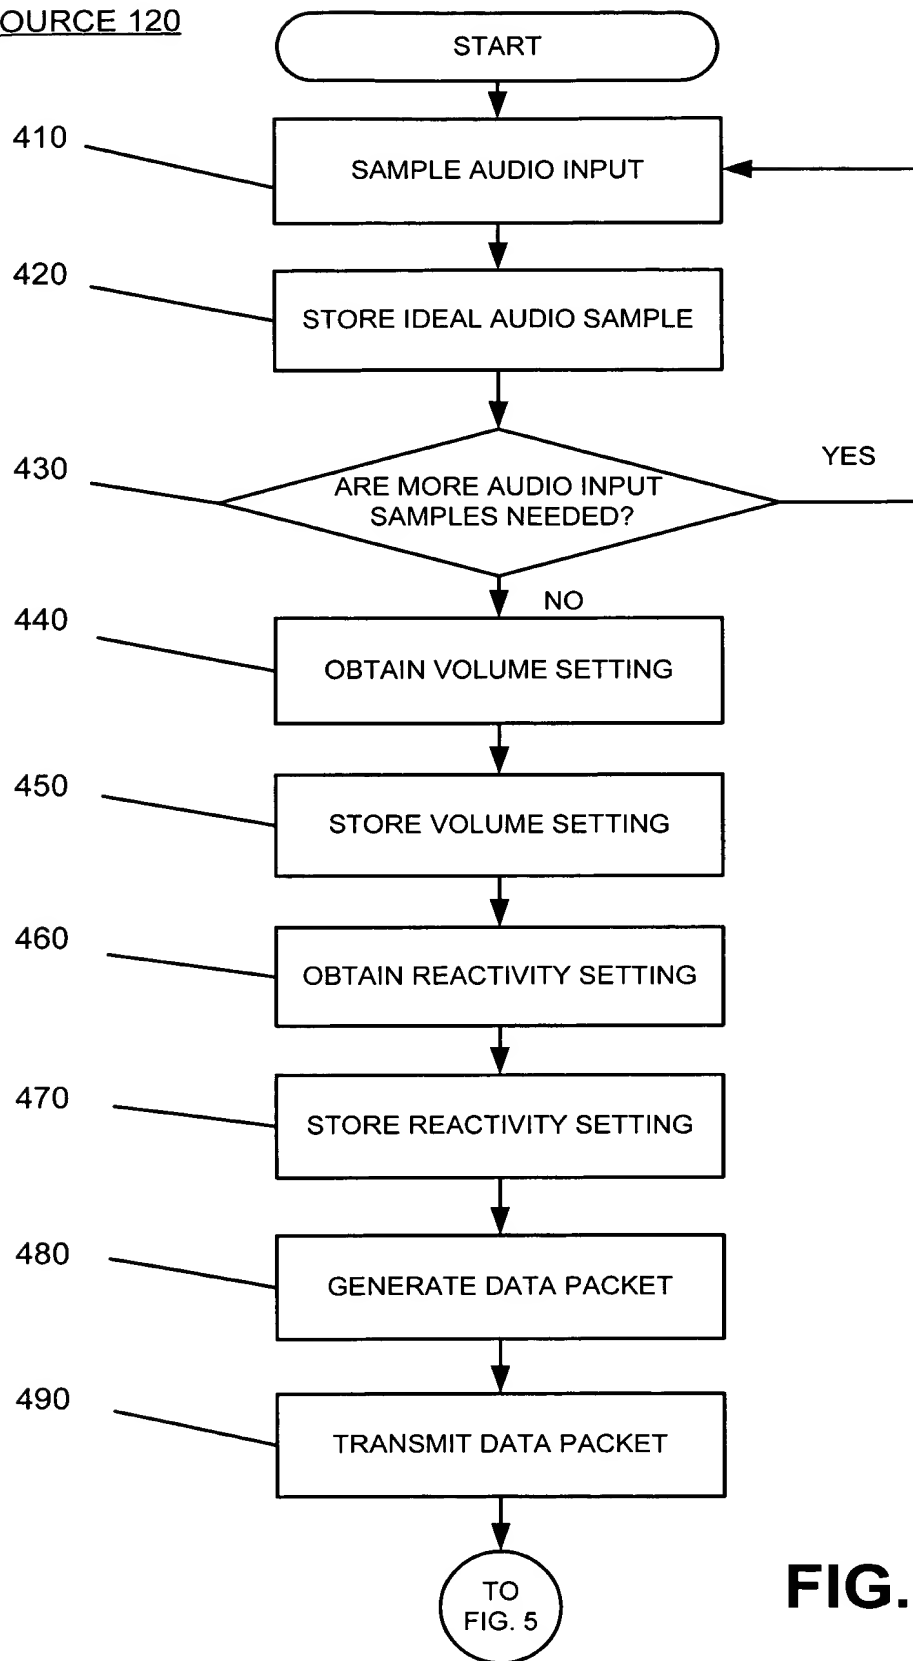 OURCE 120
START
410
SAMPLE AUDIO INPUT
420
STORE IDEAL AUDIO SAMPLE
430
ARE MORE AUDIO INPUT
SAMPLES NEEDED?
YES
NO
440
OBTAIN VOLUME SETTING
450
STORE VOLUME SETTING
460
OBTAIN REACTIVITY SETTING
470
STORE REACTIVITY SETTING
480
GENERATE DATA PACKET
490
TRANSMIT DATA PACKET
TO
FIG. 5
FIG.